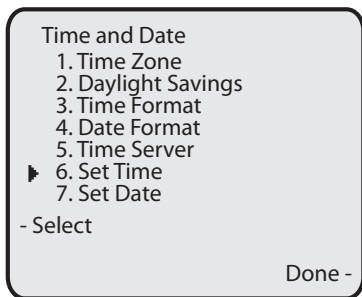 Time and Date
1. Time Zone
2. Daylight Savings
3. Time Format
4. Date Format
5. Time Server
6. Set Time
7. Set Date
- Select
Done -